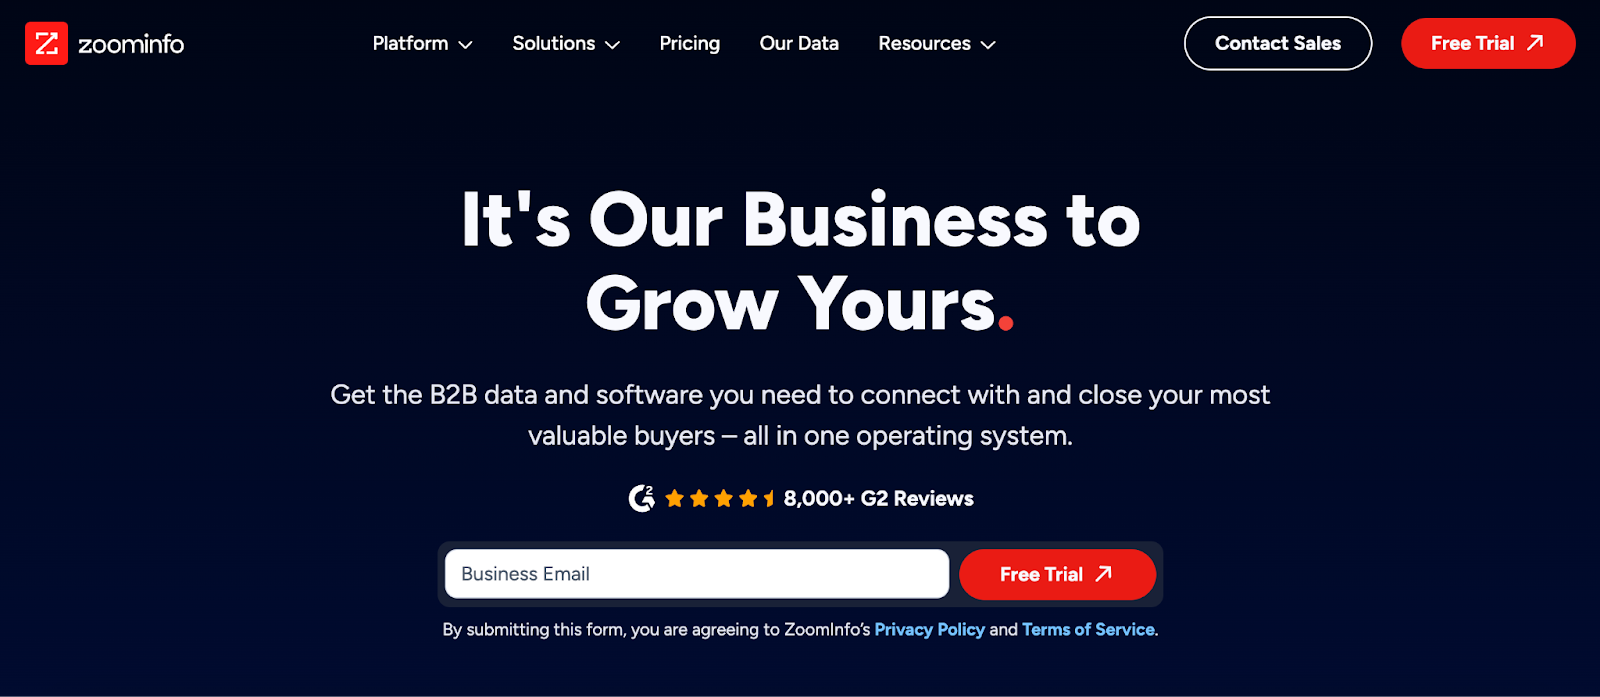 zoominfo
Platform
Solutions
Pricing
Our Data
Resources
Contact Sales
Free Trial
It's Our Business to
Grow Yours.
Get the B2B data and software you need to connect with and close your most
valuable buyers – all in one operating system.
G2 8,000+ G2 Reviews
Business Email
Free Trial
By submitting this form, you are agreeing to ZoomInfo’s Privacy Policy and Terms of Service.